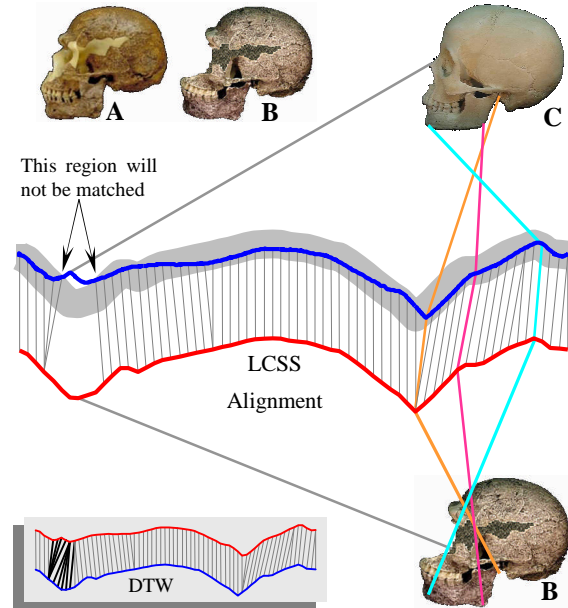 A
B
C
This region will
not be matched
LCSS
Alignment
B
DTW